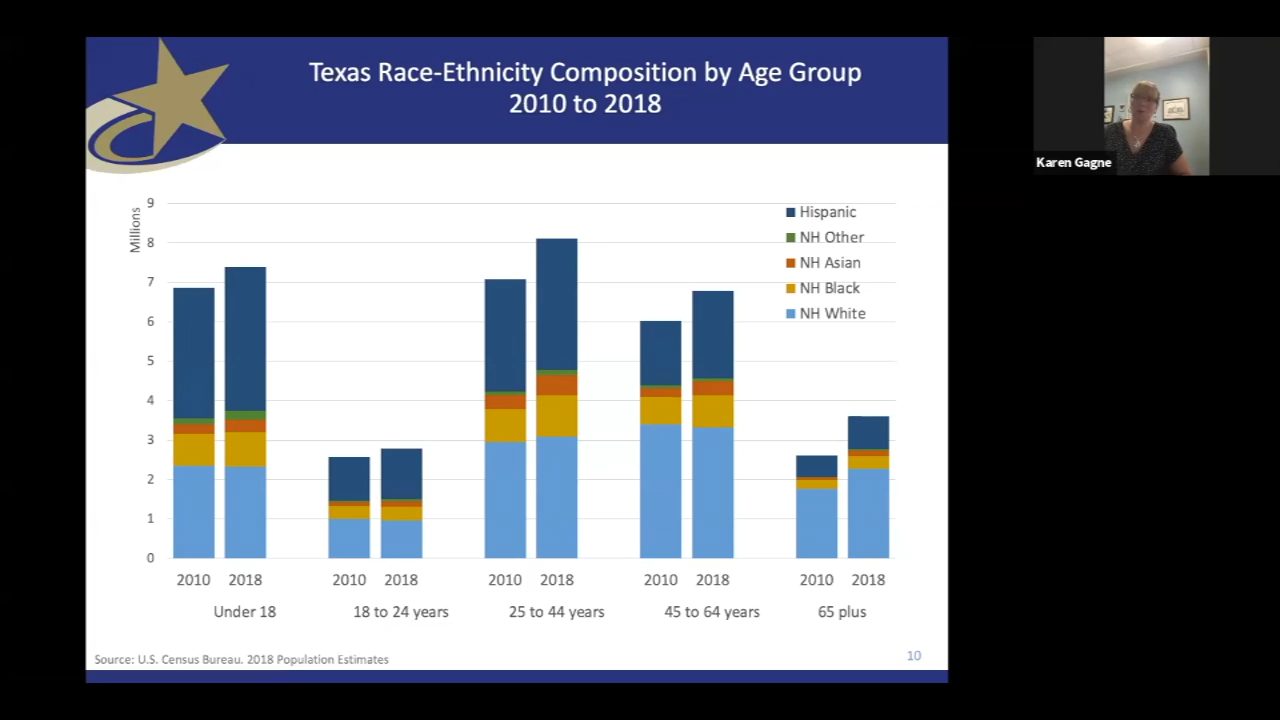 Texas Race-Ethnicity Composition by Age Group
2010 to 2018
Karen Gagne
Millions
9
8
7
6
5
4
3
2
1
0
Hispanic
NH Other
NH Asian
NH Black
NH White
2010 2018 2010 2018 2010 2018 2010 2018 2010 2018
Under 18 18 to 24 years 25 to 44 years 45 to 64 years 65 plus
Source: U.S. Census Bureau. 2018 Population Estimates
10